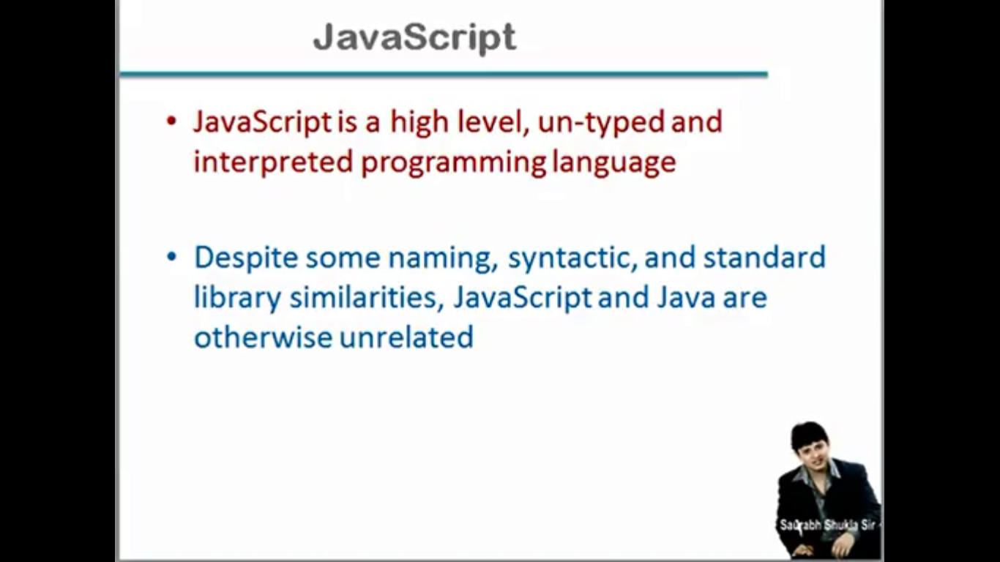 JavaScript
• JavaScript is a high level, un-typed and
interpreted programming language
• Despite some naming, syntactic, and standard
library similarities, JavaScript and Java are
otherwise unrelated
Saurabh Shukla Sir